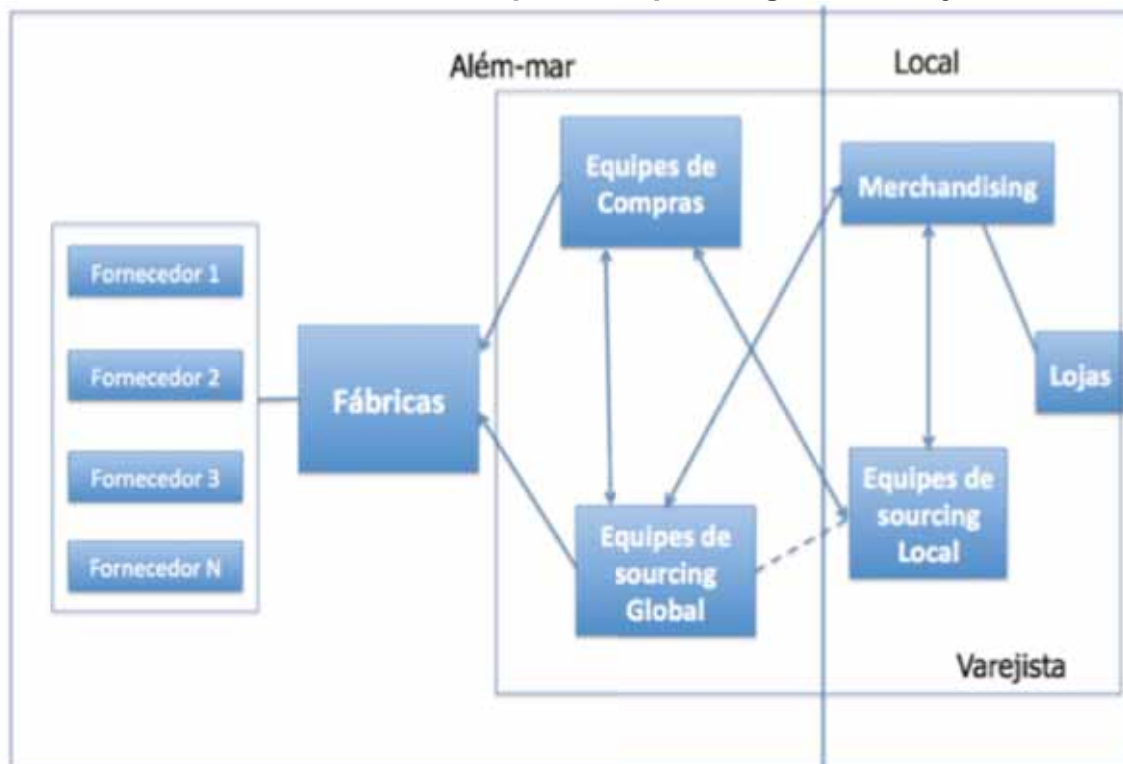 Além-mar
Local
Equipes de
Compras
Merchandising
Fornecedor 1
Fornecedor 2
Fornecedor 3
Fornecedor N
Fábricas
Lojas
Equipes de
sourcing
Global
Equipes de
sourcing
Local
Varejista